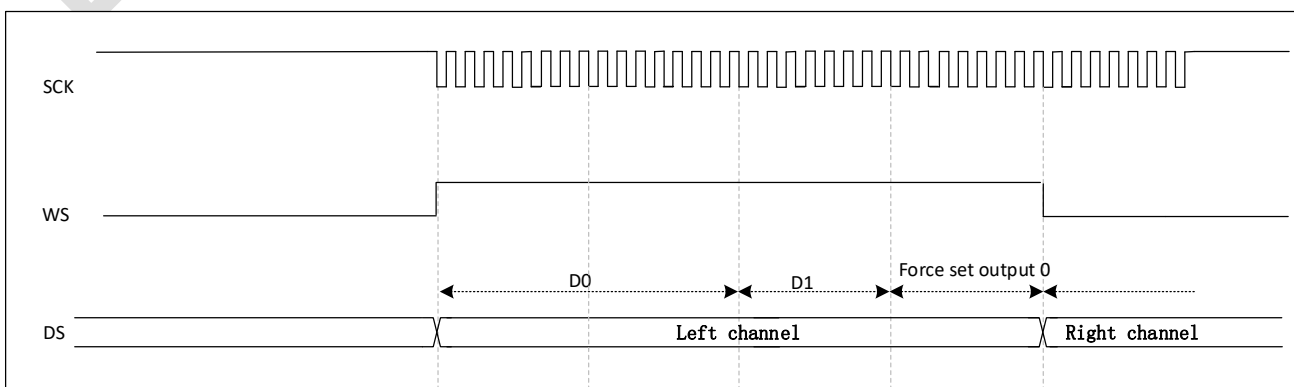 SCK
WS
Force set output 0
D0
D1
DS
Left channel
Right channel